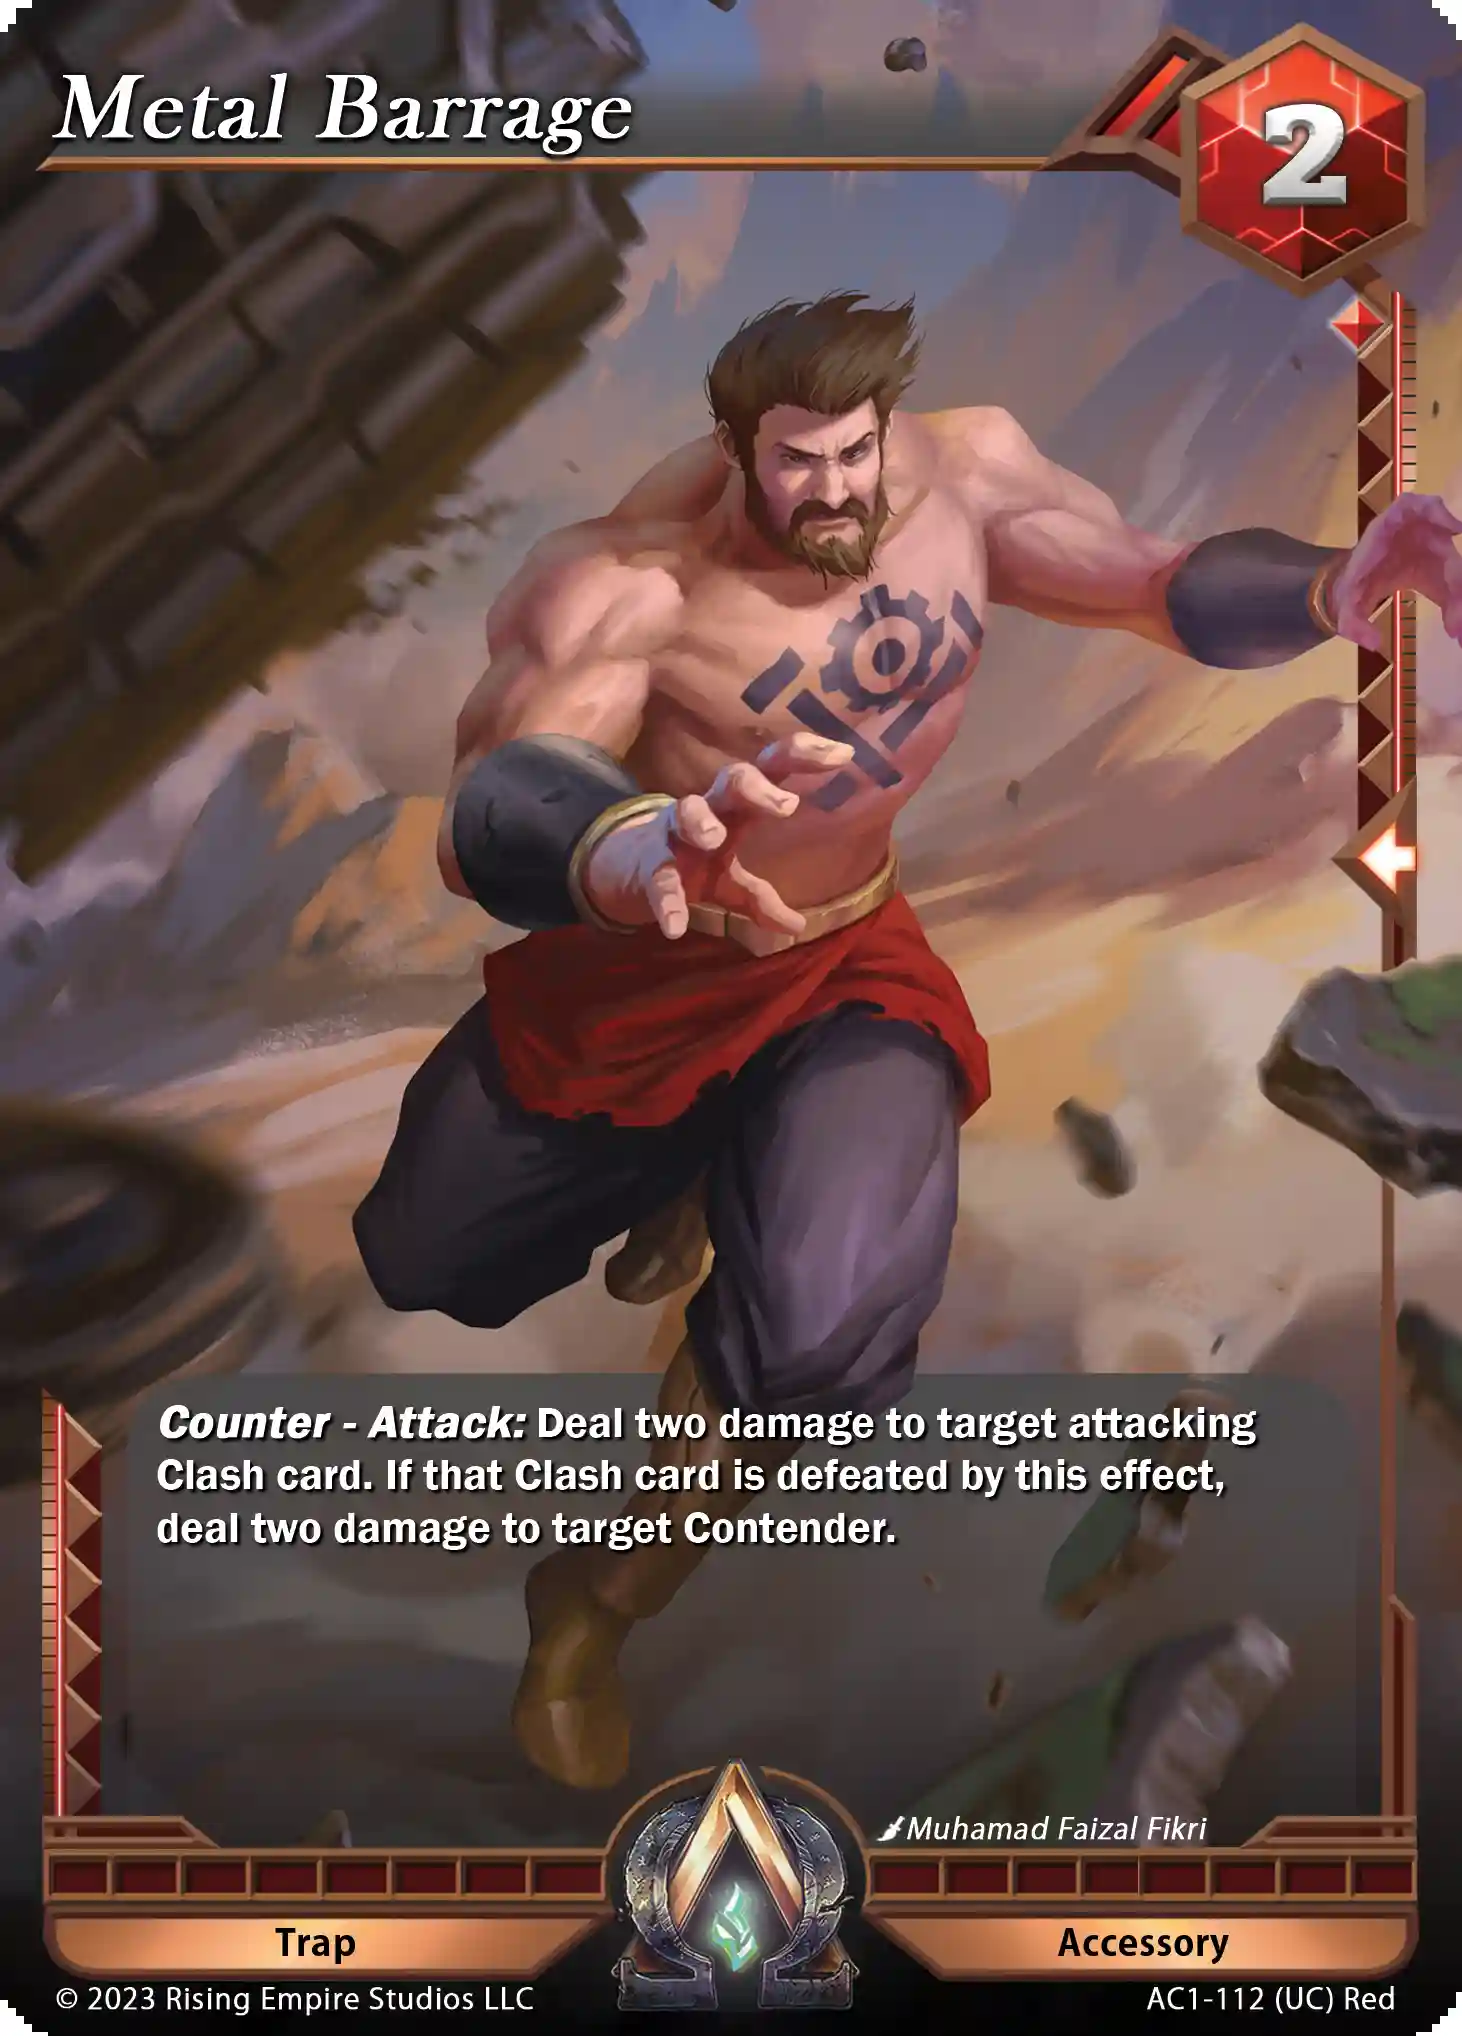 Metal Barrage
2
Counter - Attack: Deal two damage to target attacking
Clash card. If that Clash card is defeated by this effect,
deal two damage to target Contender.
Muhamad Faizal Fikri
Trap
Accessory
© 2023 Rising Empire Studios LLC
AC1-112 (UC) Red